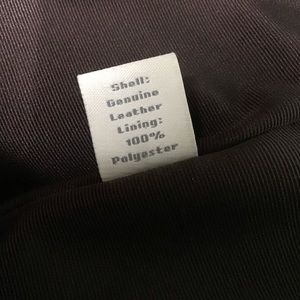 Shell:
Genuine
Leather
Lining:
100%
Polyester